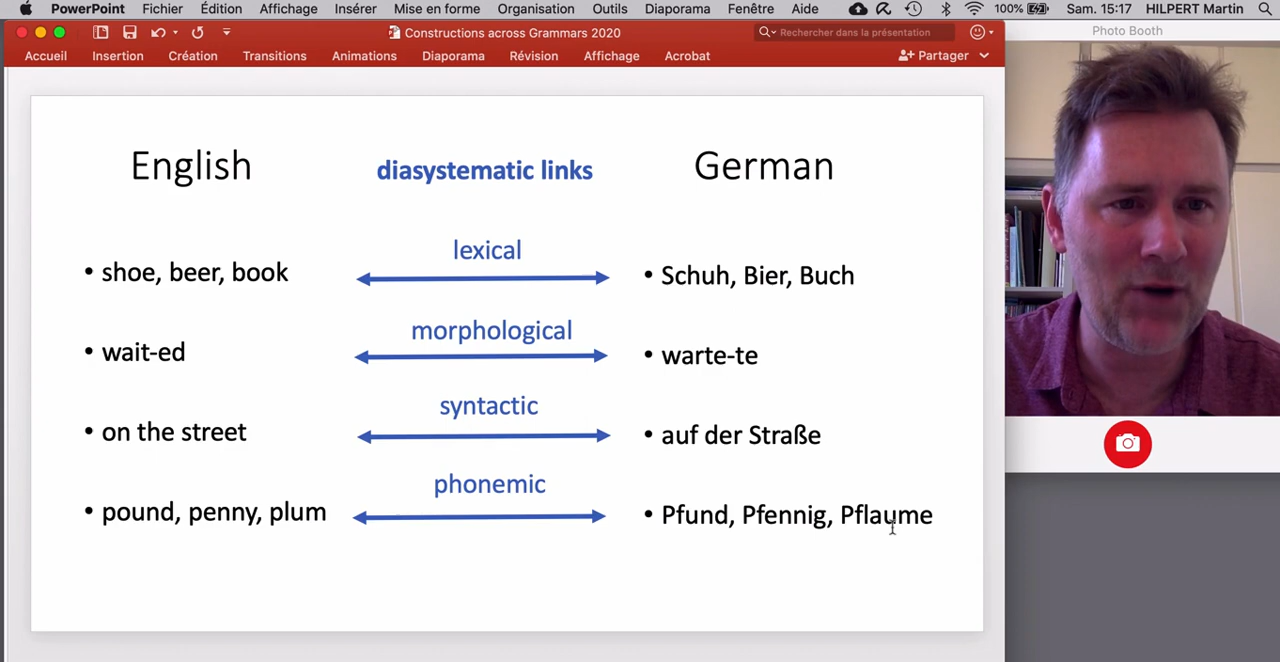 PowerPoint Fichier Édition Affichage Insérer Mise en forme Organisation Outils Diaporama Fenêtre Aide 100% Sam. 15:17 HILPERT Martin
Constructions across Grammars 2020
Rechercher dans la présentation
Photo Booth
Accueil Insertion Création Transitions Animations Diaporama Révision Affichage Acrobat Partager
English diasystematic links German
lexical
• shoe, beer, book • Schuh, Bier, Buch
morphological
• wait-ed • warte-te
syntactic
• on the street • auf der Straße
phonemic
• pound, penny, plum • Pfund, Pfennig, Pflaume